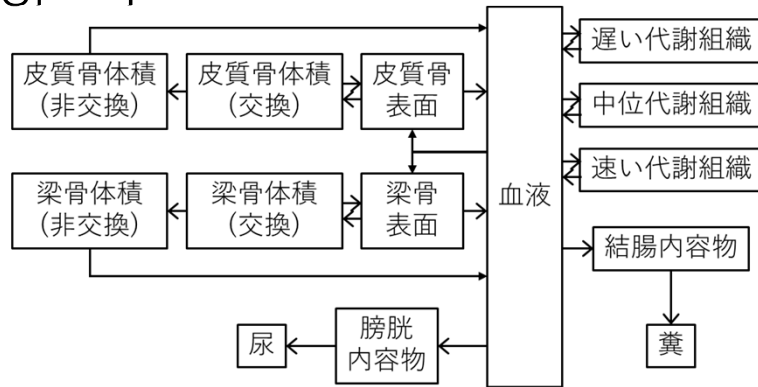 皮質骨体積
(非交換)
皮質骨体積
(交換)
皮質骨
表面
梁骨体積
(非交換)
梁骨体積
(交換)
梁骨
表面
血液
遅い代謝組織
中位代謝組織
速い代謝組織
結腸内容物
糞
膀胱
内容物
尿